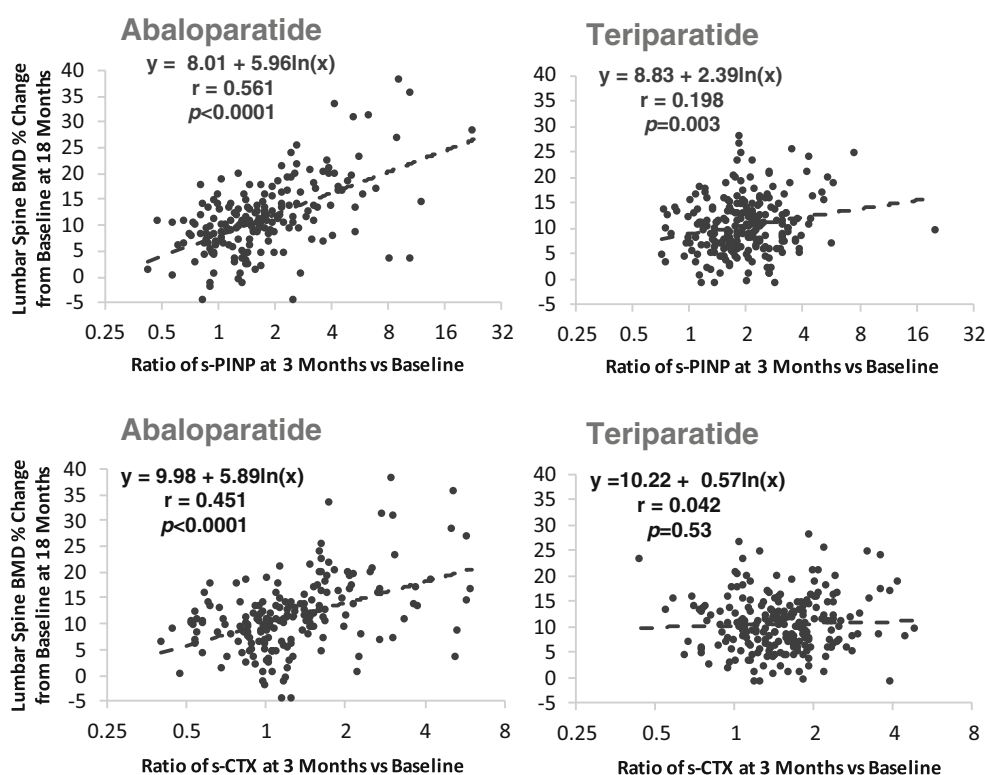 Abaloparatide
y = 8.01 + 5.96ln(x)
r = 0.561
p<0.0001
Lumbar Spine BMD % Change
from Baseline at 18 Months
40
35
30
25
20
15
10
5
0
-5
0.25 0.5 1 2 4 8 16 32
Ratio of s-PINP at 3 Months vs Baseline
Teriparatide
y = 8.83 + 2.39ln(x)
r = 0.198
p=0.003
40
35
30
25
20
15
10
5
0
-5
0.25 0.5 1 2 4 8 16 32
Ratio of s-PINP at 3 Months vs Baseline
Abaloparatide
y = 9.98 + 5.89ln(x)
r = 0.451
p<0.0001
Lumbar Spine BMD % Change
from Baseline at 18 Months
40
35
30
25
20
15
10
5
0
-5
0.25 0.5 1 2 4 8
Ratio of s-CTX at 3 Months vs Baseline
Teriparatide
y =10.22 + 0.57ln(x)
r = 0.042
p=0.53
40
35
30
25
20
15
10
5
0
-5
0.25 0.5 1 2 4 8
Ratio of s-CTX at 3 Months vs Baseline